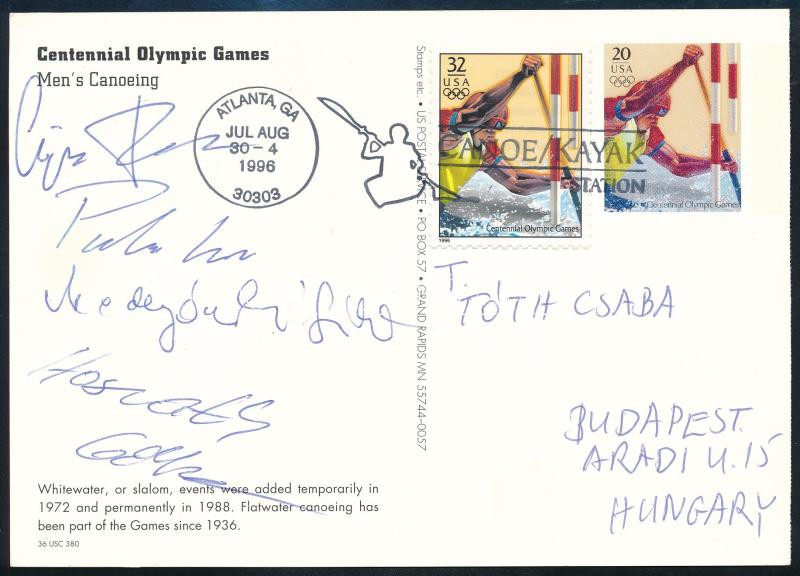 Centennial Olympic Games
Men's Canoeing
ATLANTA, GA
JUL AUG
30-4
1996
30303
Horváth
Whitewater, or slalom, events were added temporarily in
1972 and permanently in 1988. Flatwater canoeing has
been part of the Games since 1936.
36 USC 380
Stamps etc. • US POSTAL SERVICE • PO BOX 57 • GRAND RAPIDS MN 55744-0057
32
USA
Centennial Olympic Games
1996
20
USA
Centennial Olympic Games
CANOE/KAYAK
STATION
T.
TÓTH CSABA
BUDAPEST
ARADI U. 15
HUNGARY